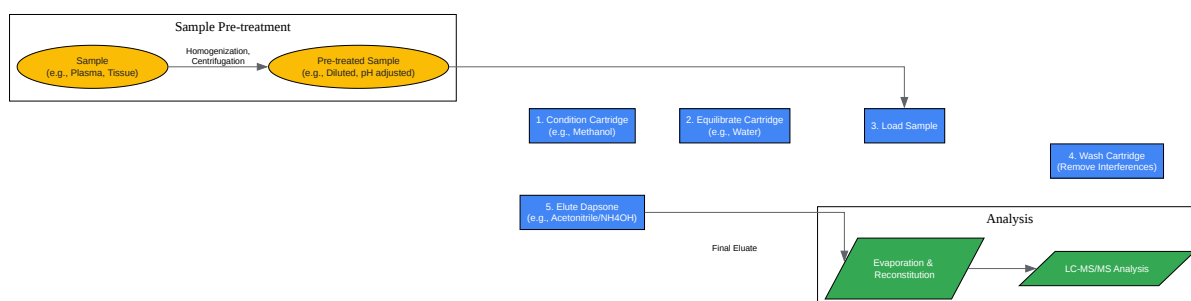 Sample Pre-treatment
Sample
(e.g., Plasma, Tissue)
Homogenization,
Centrifugation
Pre-treated Sample
(e.g., Diluted, pH adjusted)
1. Condition Cartridge
(e.g., Methanol)
2. Equilibrate Cartridge
(e.g., Water)
3. Load Sample
4. Wash Cartridge
(Remove Interferences)
5. Elute Dapsone
(e.g., Acetonitrile/NH4OH)
Final Eluate
Analysis
Evaporation &
Reconstitution
LC-MS/MS Analysis